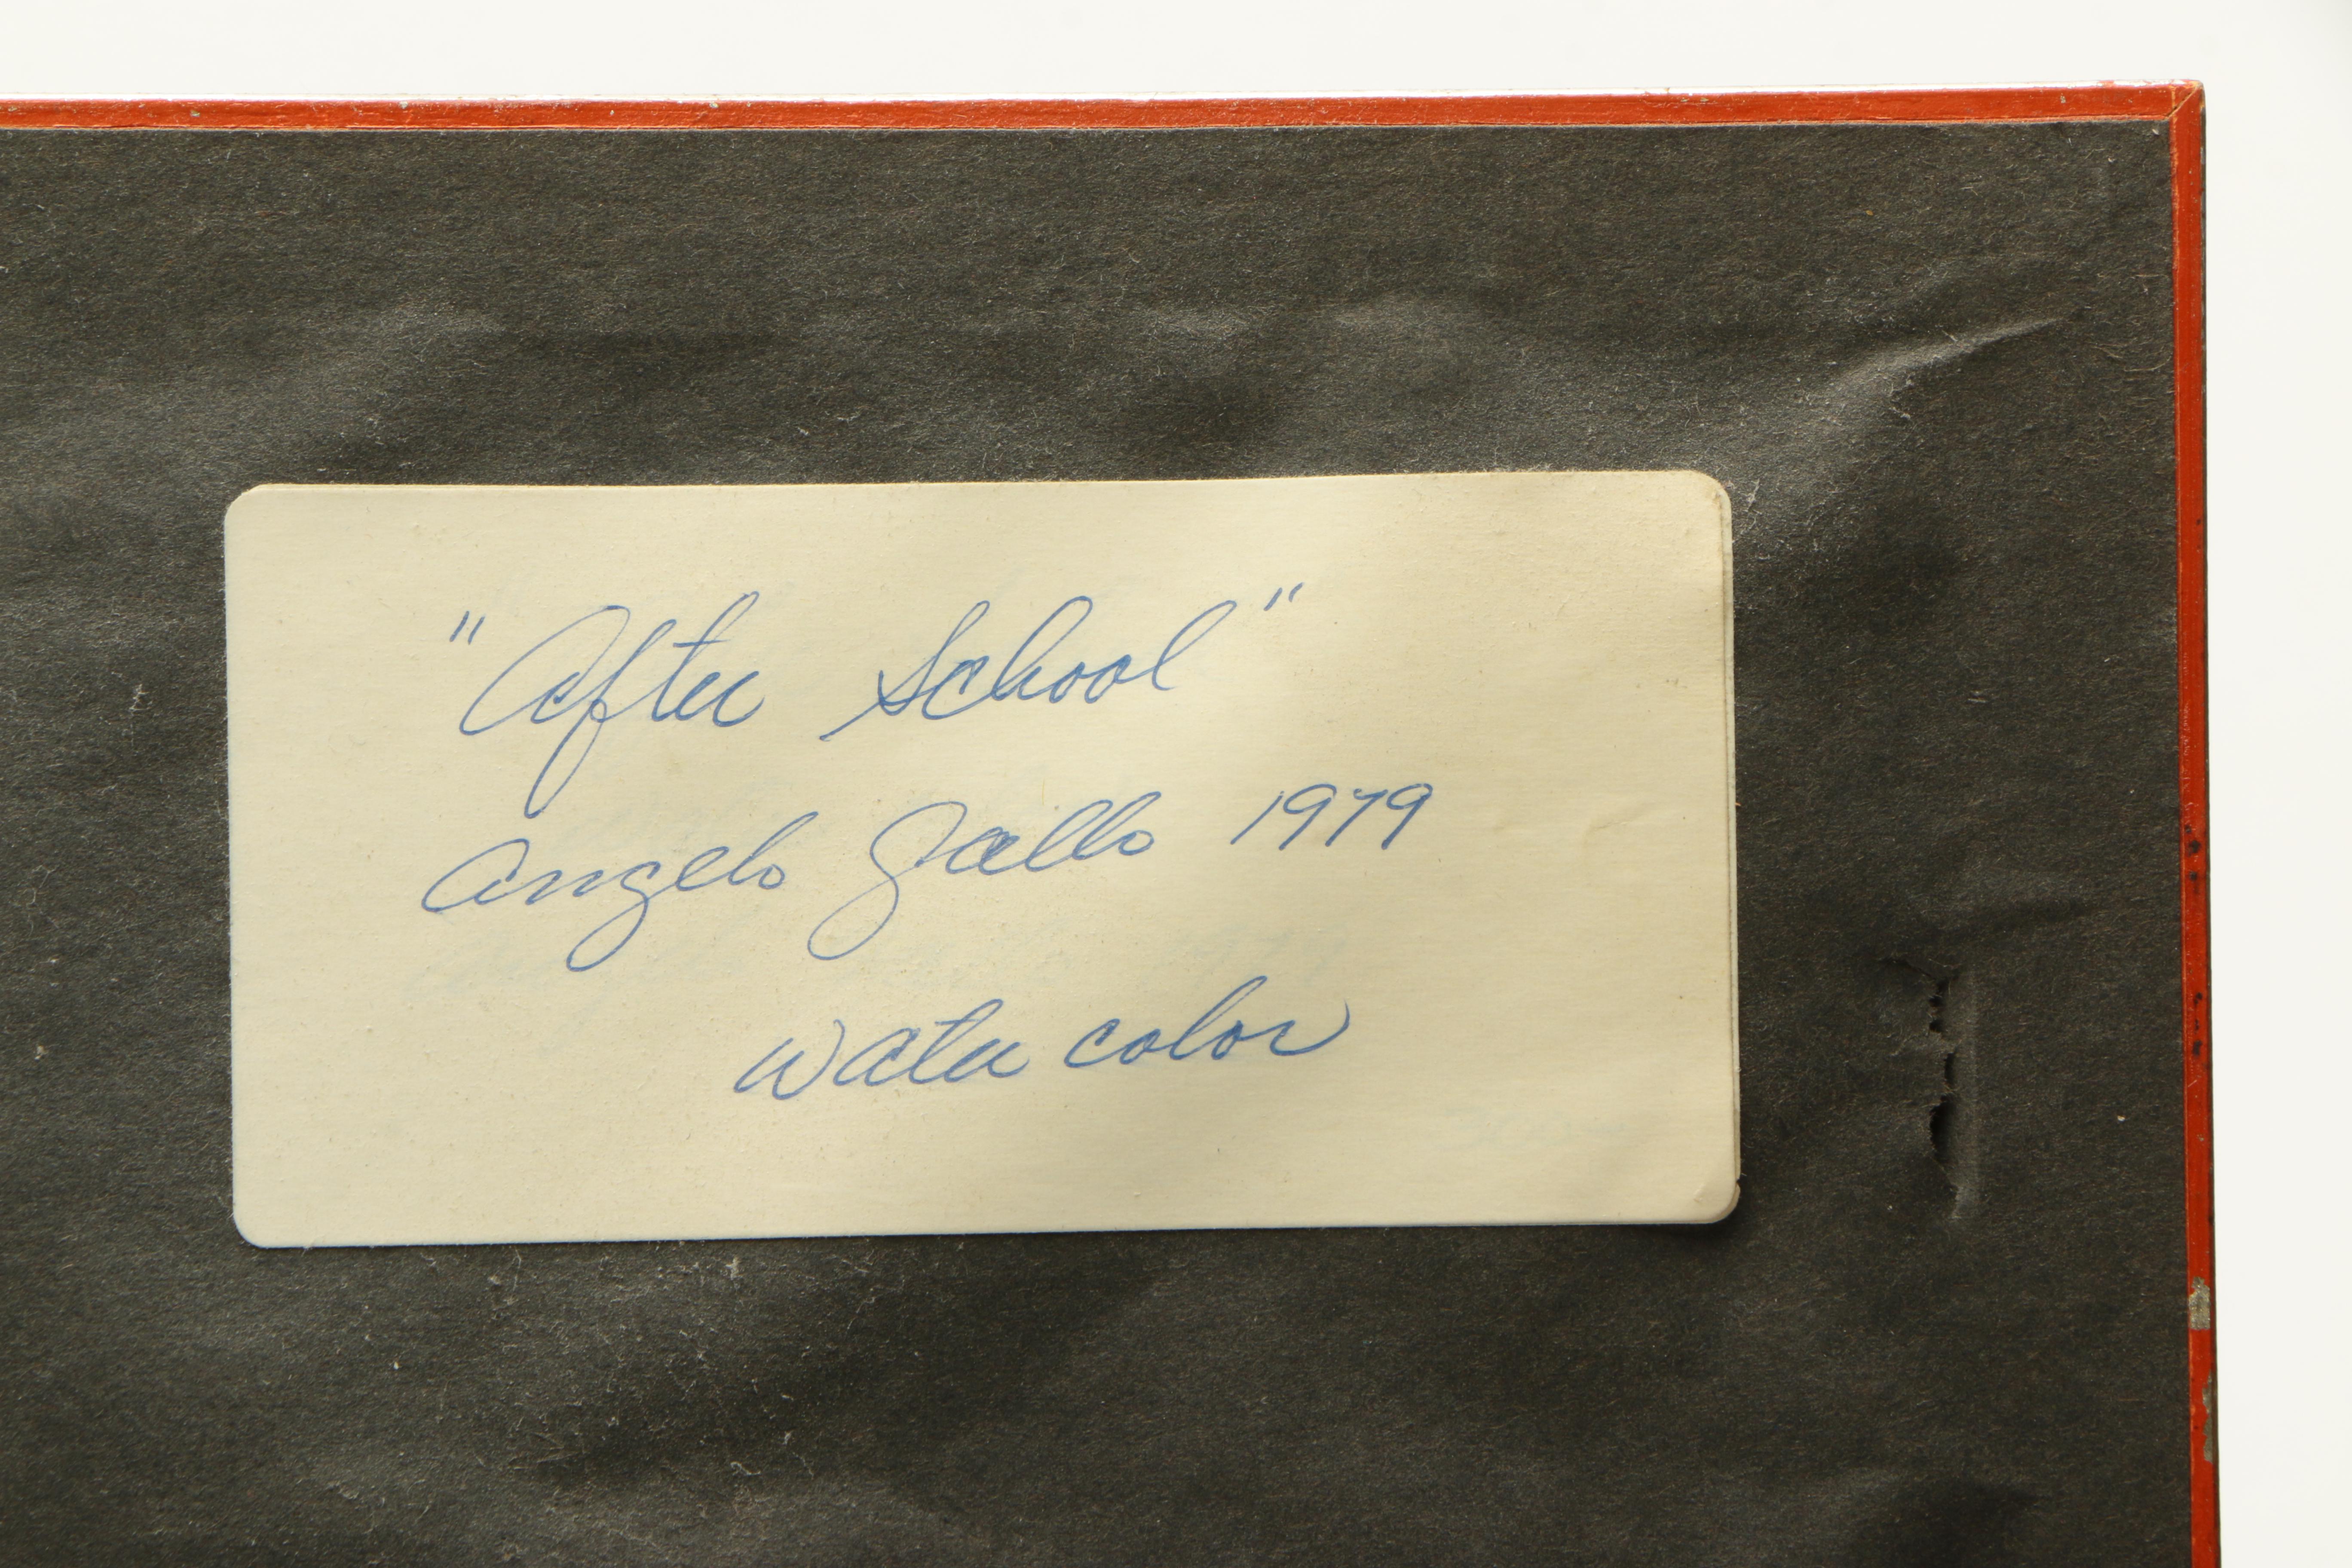 "After School"
Angelo Gallo 1979
Water color